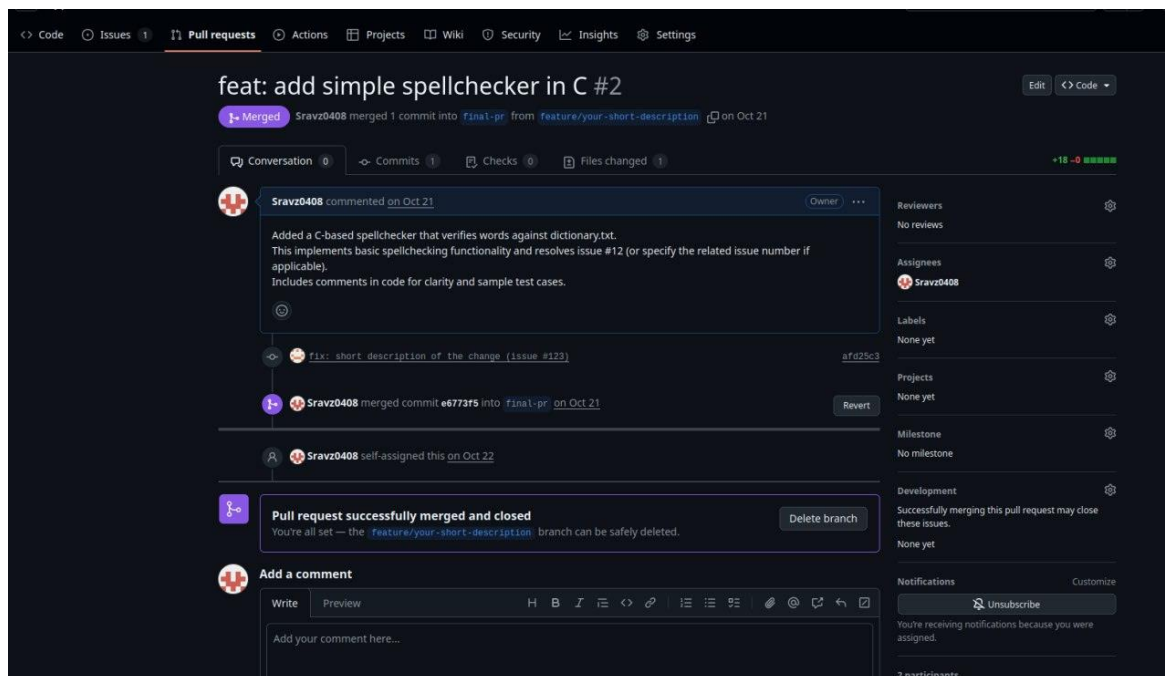 Code Issues 1 Pull requests Actions Projects Wiki Security Insights Settings
feat: add simple spellchecker in C #2
Edit Code
Merged Sravz0408 merged 1 commit into final-pr from feature/your-short-description on Oct 21
Conversation 0 Commits 1 Checks 0 Files changed 1
+18 −0
Sravz0408 commented on Oct 21
Owner
Added a C-based spellchecker that verifies words against dictionary.txt.
This implements basic spellchecking functionality and resolves issue #12 (or specify the related issue number if
applicable).
Includes comments in code for clarity and sample test cases.
fix: short description of the change (issue #123)
afd25c3
Sravz0408 merged commit e6773f5 into final-pr on Oct 21
Revert
Sravz0408 self-assigned this on Oct 22
Pull request successfully merged and closed
You're all set — the feature/your-short-description branch can be safely deleted.
Delete branch
Add a comment
Write Preview
H B I
Add your comment here...
Reviewers
No reviews
Assignees
Sravz0408
Labels
None yet
Projects
None yet
Milestone
No milestone
Development
Successfully merging this pull request may close
these issues.
None yet
Notifications
Customize
Unsubscribe
You're receiving notifications because you were
assigned.
2 participants